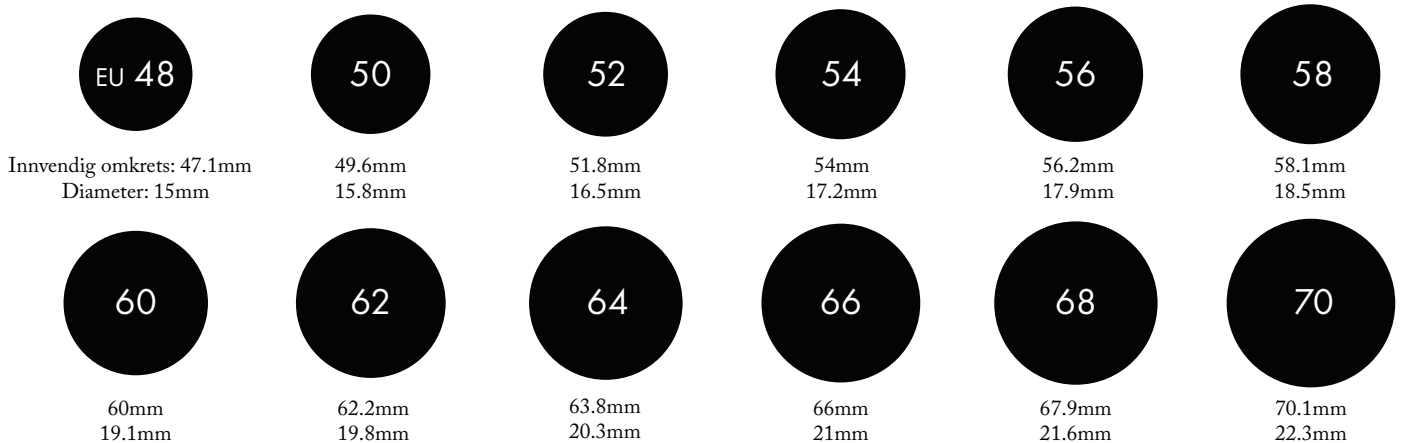 EU 48
50
52
54
56
58
Innvendig omkrets: 47.1mm
Diameter: 15mm
49.6mm
15.8mm
51.8mm
16.5mm
54mm
17.2mm
56.2mm
17.9mm
58.1mm
18.5mm
60
62
64
66
68
70
60mm
19.1mm
62.2mm
19.8mm
63.8mm
20.3mm
66mm
21mm
67.9mm
21.6mm
70.1mm
22.3mm